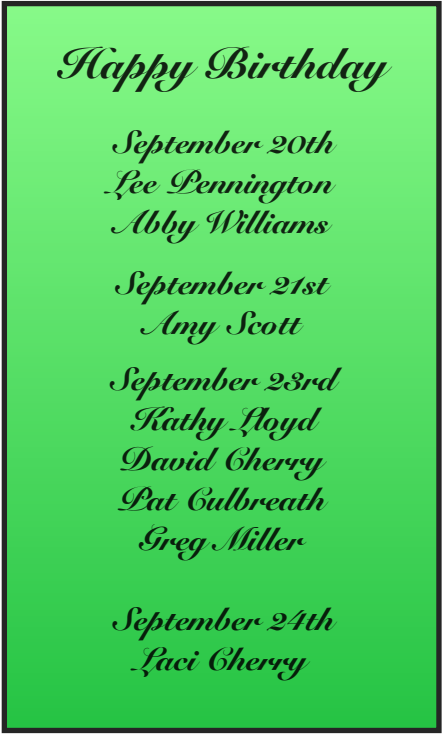 Happy Birthday
September 20th
Lee Pennington
Abby Williams
September 21st
Amy Scott
September 23rd
Kathy Lloyd
David Cherry
Pat Culbreath
Greg Miller
September 24th
Laci Cherry